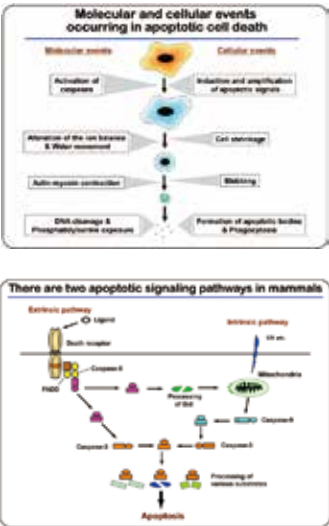 Molecular and cellular events
occurring in apoptotic cell death
Molecular events
Cellular events
Activation of
caspases
Induction and amplification
of apoptotic signals
Alteration of the ion balance
& Water movement
Cell shrinkage
Actin-myosin contraction
Blebbing
DNA cleavage &
Phosphatidylserine exposure
Formation of apoptotic bodies
& Phagocytosis
There are two apoptotic signaling pathways in mammals
Extrinsic pathway
Ligand
Intrinsic pathway
Death receptor
UV etc.
Caspase-8
FADD
Processing
of Bid
Mitochondria
Caspase-9
Caspase-3
Caspase-3
Processing of
various substrates
Apoptosis